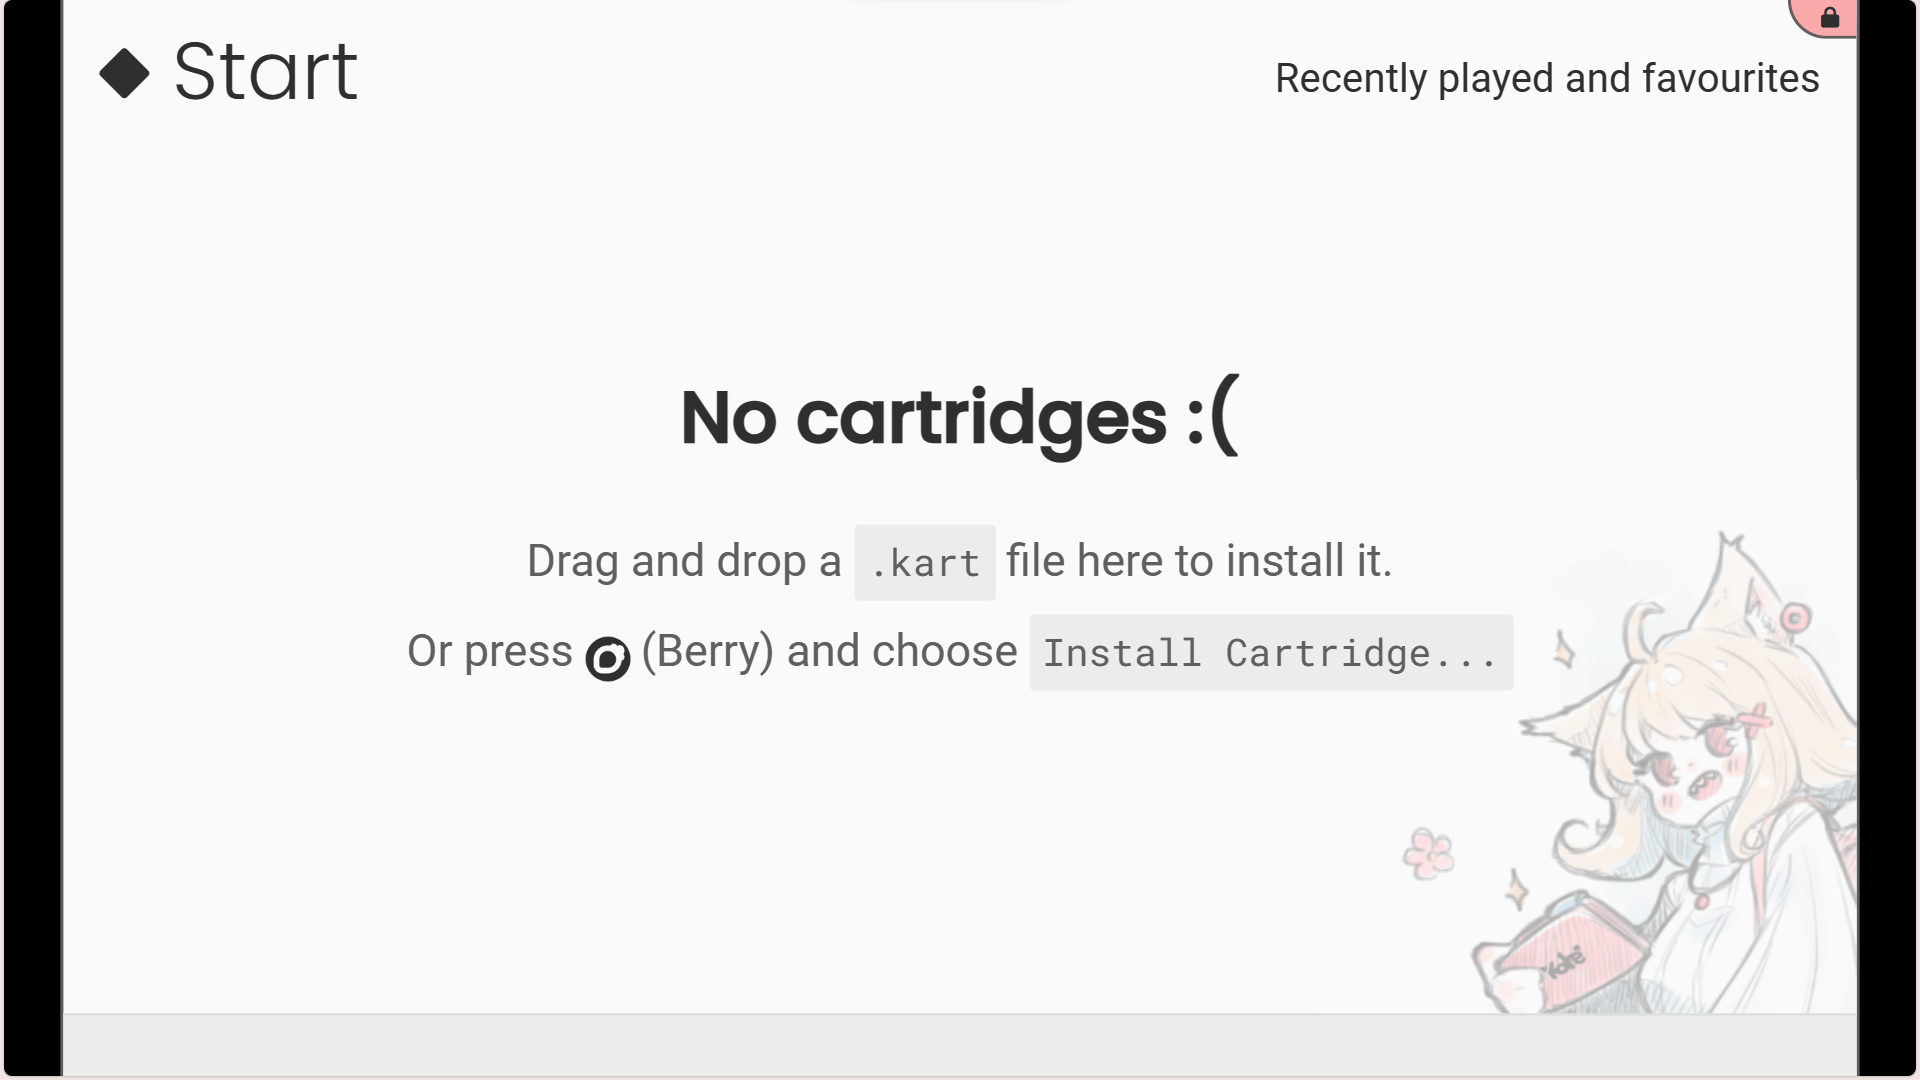 Start
Recently played and favourites
No cartridges :(
Drag and drop a .kart file here to install it.
Or press (Berry) and choose Install Cartridge...